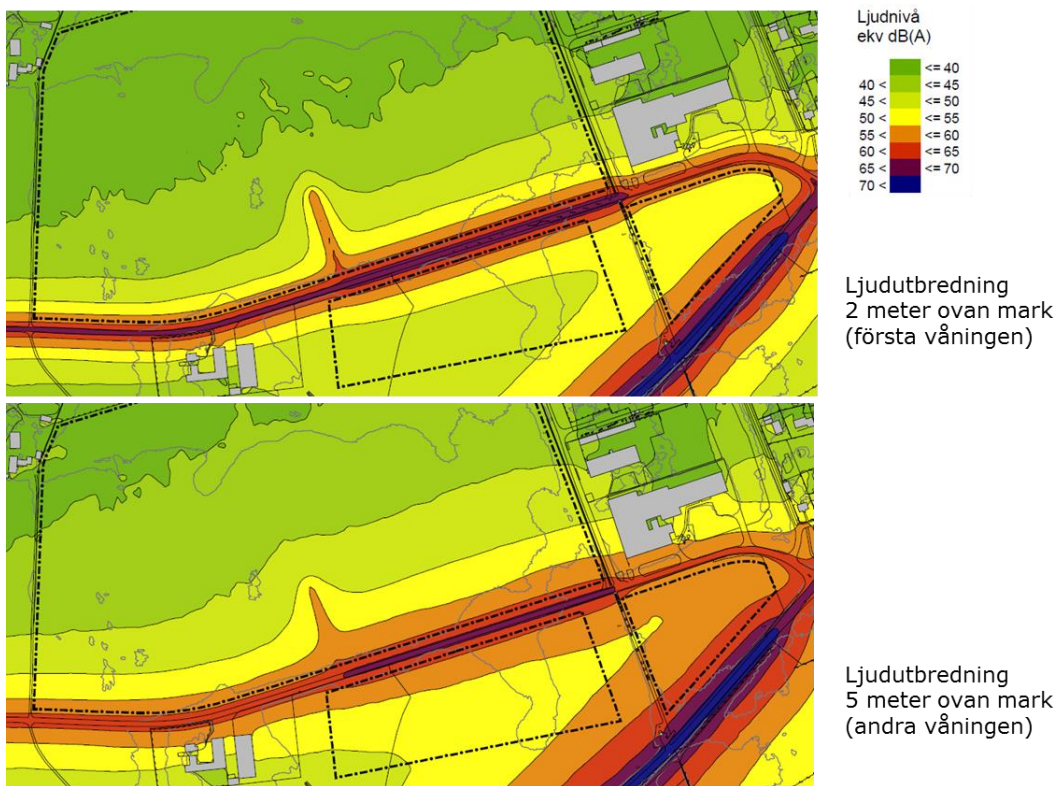 Ljudnivå
ekv dB(A)
<= 40
40 < <= 45
45 < <= 50
50 < <= 55
55 < <= 60
60 < <= 65
65 < <= 70
70 <
Ljudutbredning
2 meter ovan mark
(första våningen)
Ljudutbredning
5 meter ovan mark
(andra våningen)